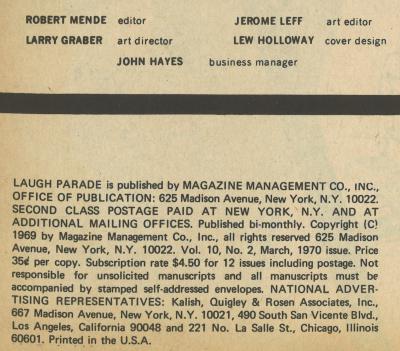 ROBERT MENDE editor JEROME LEFF art editor
LARRY GRABER art director LEW HOLLOWAY cover design
JOHN HAYES business manager
LAUGH PARADE is published by MAGAZINE MANAGEMENT CO., INC.,
OFFICE OF PUBLICATION: 625 Madison Avenue, New York, N.Y. 10022.
SECOND CLASS POSTAGE PAID AT NEW YORK, N.Y. AND AT
ADDITIONAL MAILING OFFICES. Published bi-monthly. Copyright (C)
1969 by Magazine Management Co., Inc., all rights reserved 625 Madison
Avenue, New York, N.Y. 10022. Vol. 10, No. 2, March, 1970 issue. Price
35¢ per copy. Subscription rate $4.50 for 12 issues including postage. Not
responsible for unsolicited manuscripts and all manuscripts must be
accompanied by stamped self-addressed envelopes. NATIONAL ADVER-
TISING REPRESENTATIVES: Kalish, Quigley & Rosen Associates, Inc.,
667 Madison Avenue, New York, N.Y. 10021, 490 South San Vicente Blvd.,
Los Angeles, California 90048 and 221 No. La Salle St., Chicago, Illinois
60601. Printed in the U.S.A.